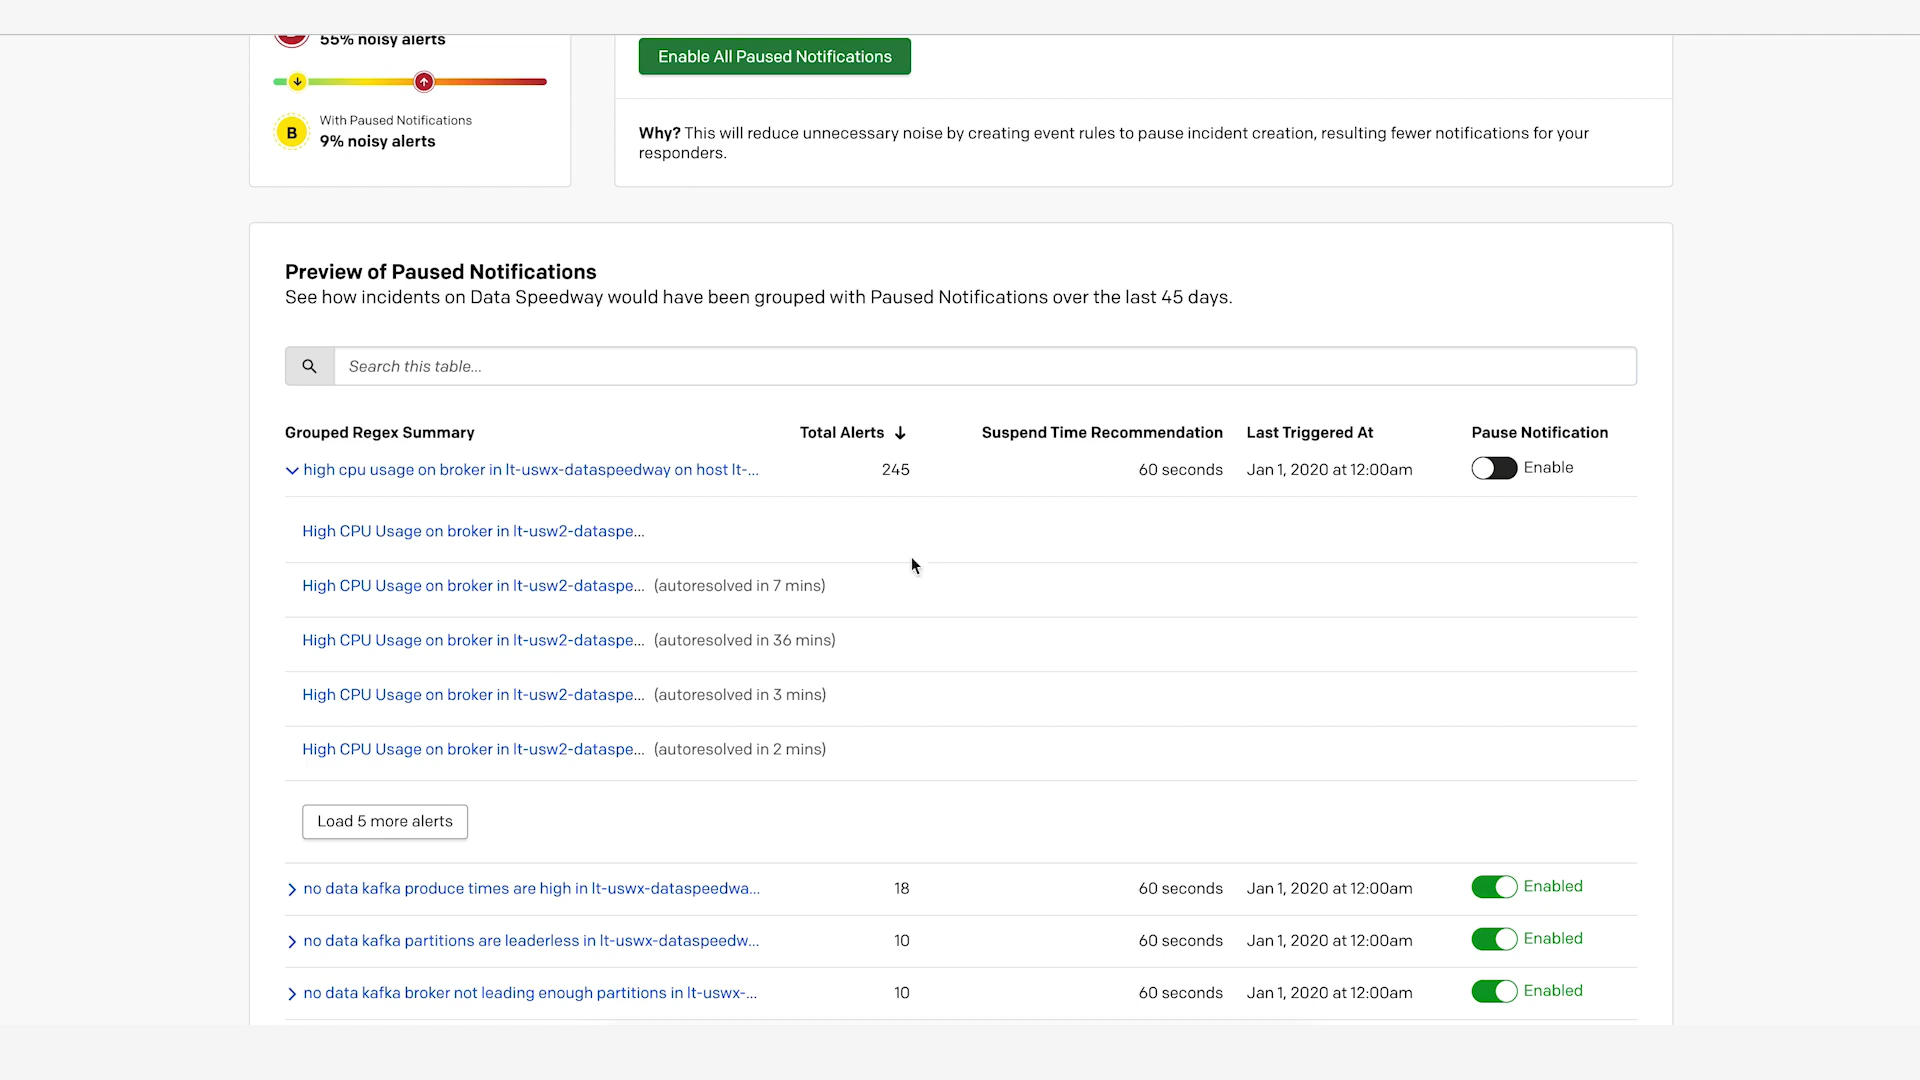 55% noisy alerts
Enable All Paused Notifications
With Paused Notifications
B
9% noisy alerts
Why? This will reduce unnecessary noise by creating event rules to pause incident creation, resulting fewer notifications for your
responders.
Preview of Paused Notifications
See how incidents on Data Speedway would have been grouped with Paused Notifications over the last 45 days.
Search this table...
Grouped Regex Summary Total Alerts Suspend Time Recommendation Last Triggered At Pause Notification
high cpu usage on broker in lt-uswx-dataspeedway on host lt-... 245 60 seconds Jan 1, 2020 at 12:00am Enable
High CPU Usage on broker in lt-usw2-dataspe...
High CPU Usage on broker in lt-usw2-dataspe... (autoresolved in 7 mins)
High CPU Usage on broker in lt-usw2-dataspe... (autoresolved in 36 mins)
High CPU Usage on broker in lt-usw2-dataspe... (autoresolved in 3 mins)
High CPU Usage on broker in lt-usw2-dataspe... (autoresolved in 2 mins)
Load 5 more alerts
no data kafka produce times are high in lt-uswx-dataspeedwa... 18 60 seconds Jan 1, 2020 at 12:00am Enabled
no data kafka partitions are leaderless in lt-uswx-dataspeedw... 10 60 seconds Jan 1, 2020 at 12:00am Enabled
no data kafka broker not leading enough partitions in lt-uswx-... 10 60 seconds Jan 1, 2020 at 12:00am Enabled